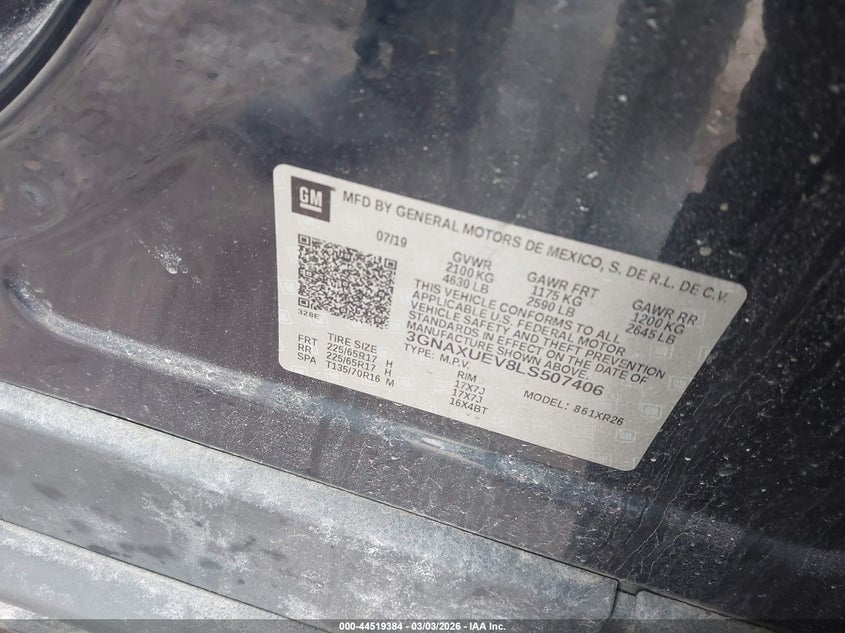 GM MFD BY GENERAL MOTORS DE MEXICO, S. DE R.L. DE C.V.
07/19 GVWR GAWR FRT GAWR RR
2100 KG 1175 KG 1200 KG
4630 LB 2590 LB 2645 LB
THIS VEHICLE CONFORMS TO ALL
APPLICABLE U.S. FEDERAL MOTOR
VEHICLE SAFETY AND THEFT PREVENTION
STANDARDS IN EFFECT ON THE DATE OF
MANUFACTURE SHOWN ABOVE.
328E
3GNAXUEV8LS507406
TYPE: M.P.V. MODEL: 861XR26
TIRE SIZE RIM
FRT 225/65R17 H 17X7J
RR 225/65R17 H 17X7J
SPA T135/70R16 M 16X4BT
000-44519384 - 03/03/2026 - IAA Inc.